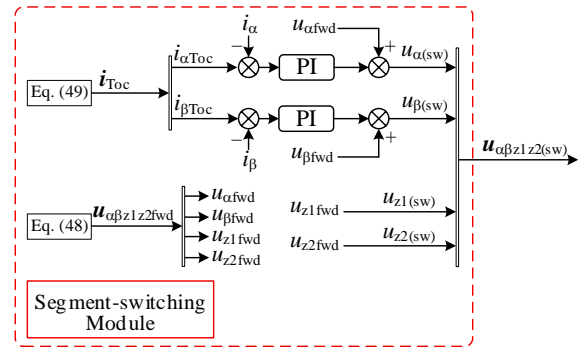 i_α
u_αfwd
i_αToc
−
PI
+
u_α(sw)
Eq. (49)
i_Toc
i_βToc
−
PI
+
u_β(sw)
i_β
u_βfwd
u_αβz1z2(sw)
Eq. (48)
u_αβz1z2fwd
u_αfwd
u_βfwd
u_z1fwd
u_z2fwd
u_z1fwd
u_z1(sw)
u_z2fwd
u_z2(sw)
Segment-switching
Module